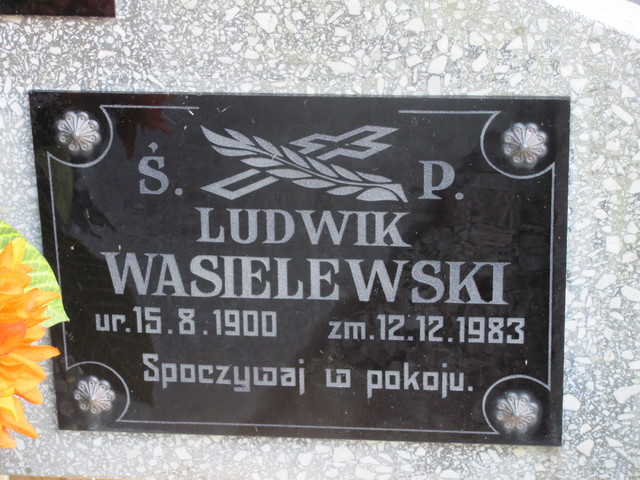 Ś. P.
LUDWIK
WASIELEWSKI
ur. 15.8.1900 zm. 12.12.1983
Spoczywaj w pokoju.